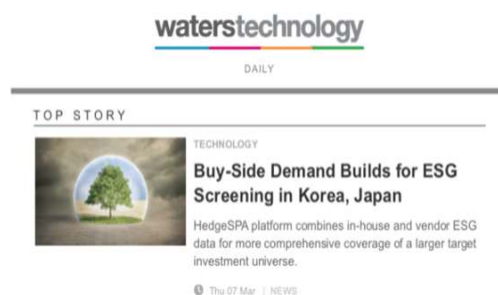 waterstechnology
DAILY
TOP STORY
TECHNOLOGY
Buy-Side Demand Builds for ESG
Screening in Korea, Japan
HedgeSPA platform combines in-house and vendor ESG
data for more comprehensive coverage of a larger target
investment universe.
Thu 07 Mar | NEWS